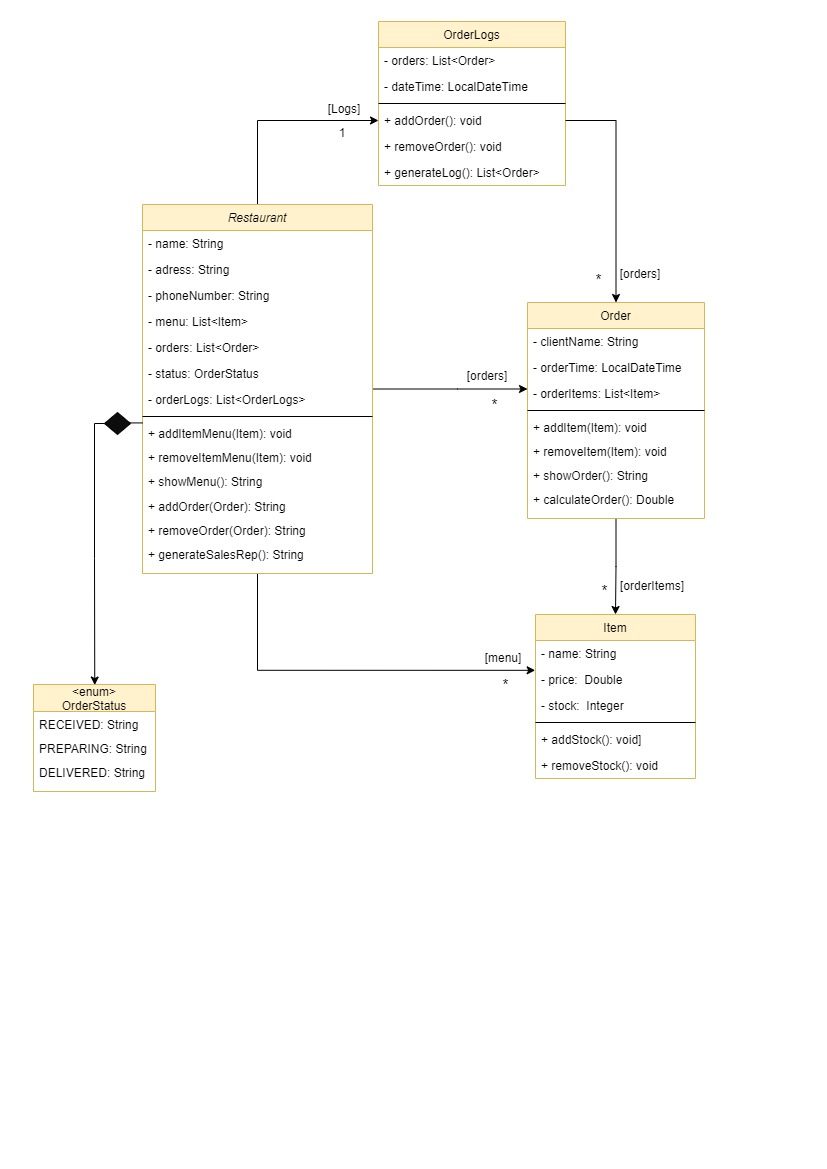 OrderLogs
- orders: List<Order>
- dateTime: LocalDateTime
+ addOrder(): void
+ removeOrder(): void
+ generateLog(): List<Order>
[Logs]
1
Restaurant
- name: String
- adress: String
- phoneNumber: String
- menu: List<Item>
- orders: List<Order>
- status: OrderStatus
- orderLogs: List<OrderLogs>
+ addItemMenu(Item): void
+ removeItemMenu(Item): void
+ showMenu(): String
+ addOrder(Order): String
+ removeOrder(Order): String
+ generateSalesRep(): String
* [orders]
Order
- clientName: String
- orderTime: LocalDateTime
- orderItems: List<Item>
+ addItem(Item): void
+ removeItem(Item): void
+ showOrder(): String
+ calculateOrder(): Double
[orders]
*
* [orderItems]
Item
- name: String
- price:  Double
- stock:  Integer
+ addStock(): void]
+ removeStock(): void
[menu]
*
<enum>
OrderStatus
RECEIVED: String
PREPARING: String
DELIVERED: String